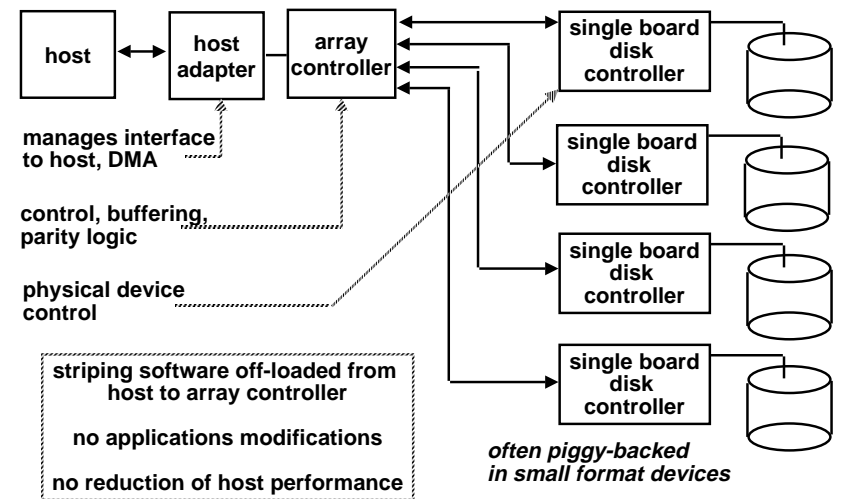 host
host
adapter
array
controller
single board
disk
controller
manages interface
to host, DMA
single board
disk
controller
control, buffering,
parity logic
single board
disk
controller
physical device
control
single board
disk
controller
striping software off-loaded from
host to array controller
no applications modifications
no reduction of host performance
often piggy-backed
in small format devices